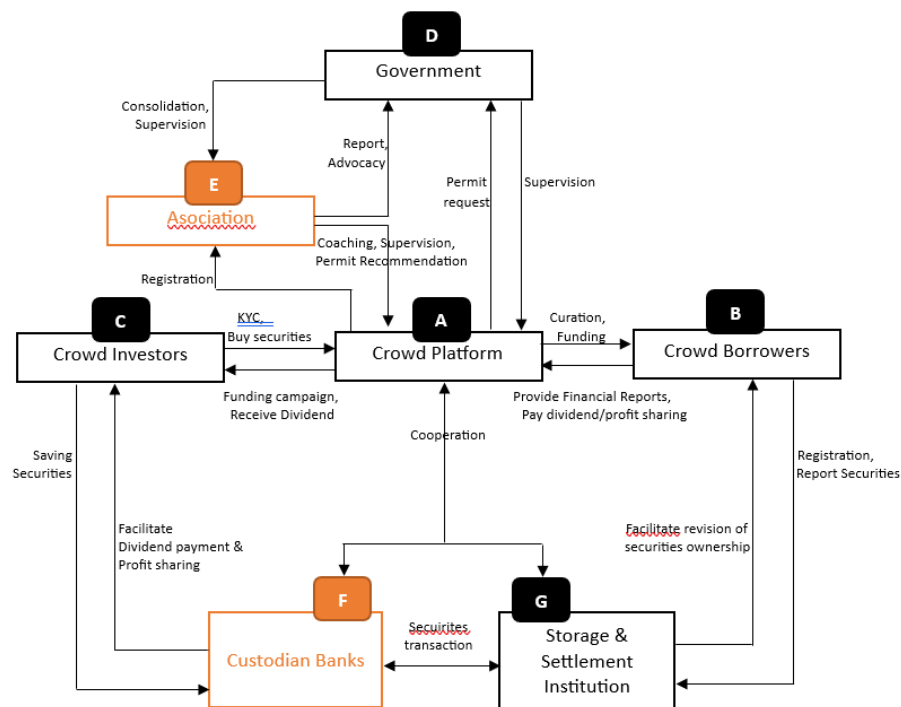 D
Government
Consolidation,
Supervision
Report,
Advocacy
Permit
request
Supervision
E
Asociation
Coaching, Supervision,
Permit Recommendation
Registration
C
Crowd Investors
KYC,
Buy securities
A
Crowd Platform
Curation,
Funding
B
Crowd Borrowers
Funding campaign,
Receive Dividend
Provide Financial Reports,
Pay dividend/profit sharing
Cooperation
Saving
Securities
Registration,
Report Securities
Facilitate
Dividend payment &
Profit sharing
Facilitate revision of
securities ownership
F
Custodian Banks
Secuirites
transaction
G
Storage &
Settlement
Institution